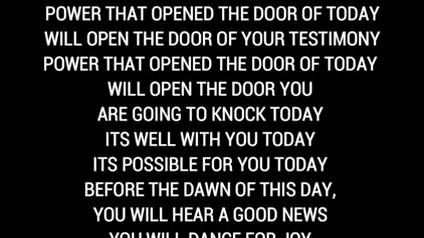 POWER THAT OPENED THE DOOR OF TODAY
WILL OPEN THE DOOR OF YOUR TESTIMONY
POWER THAT OPENED THE DOOR OF TODAY
WILL OPEN THE DOOR YOU
ARE GOING TO KNOCK TODAY
ITS WELL WITH YOU TODAY
ITS POSSIBLE FOR YOU TODAY
BEFORE THE DAWN OF THIS DAY,
YOU WILL HEAR A GOOD NEWS
YOU WILL DANCE FOR JOY